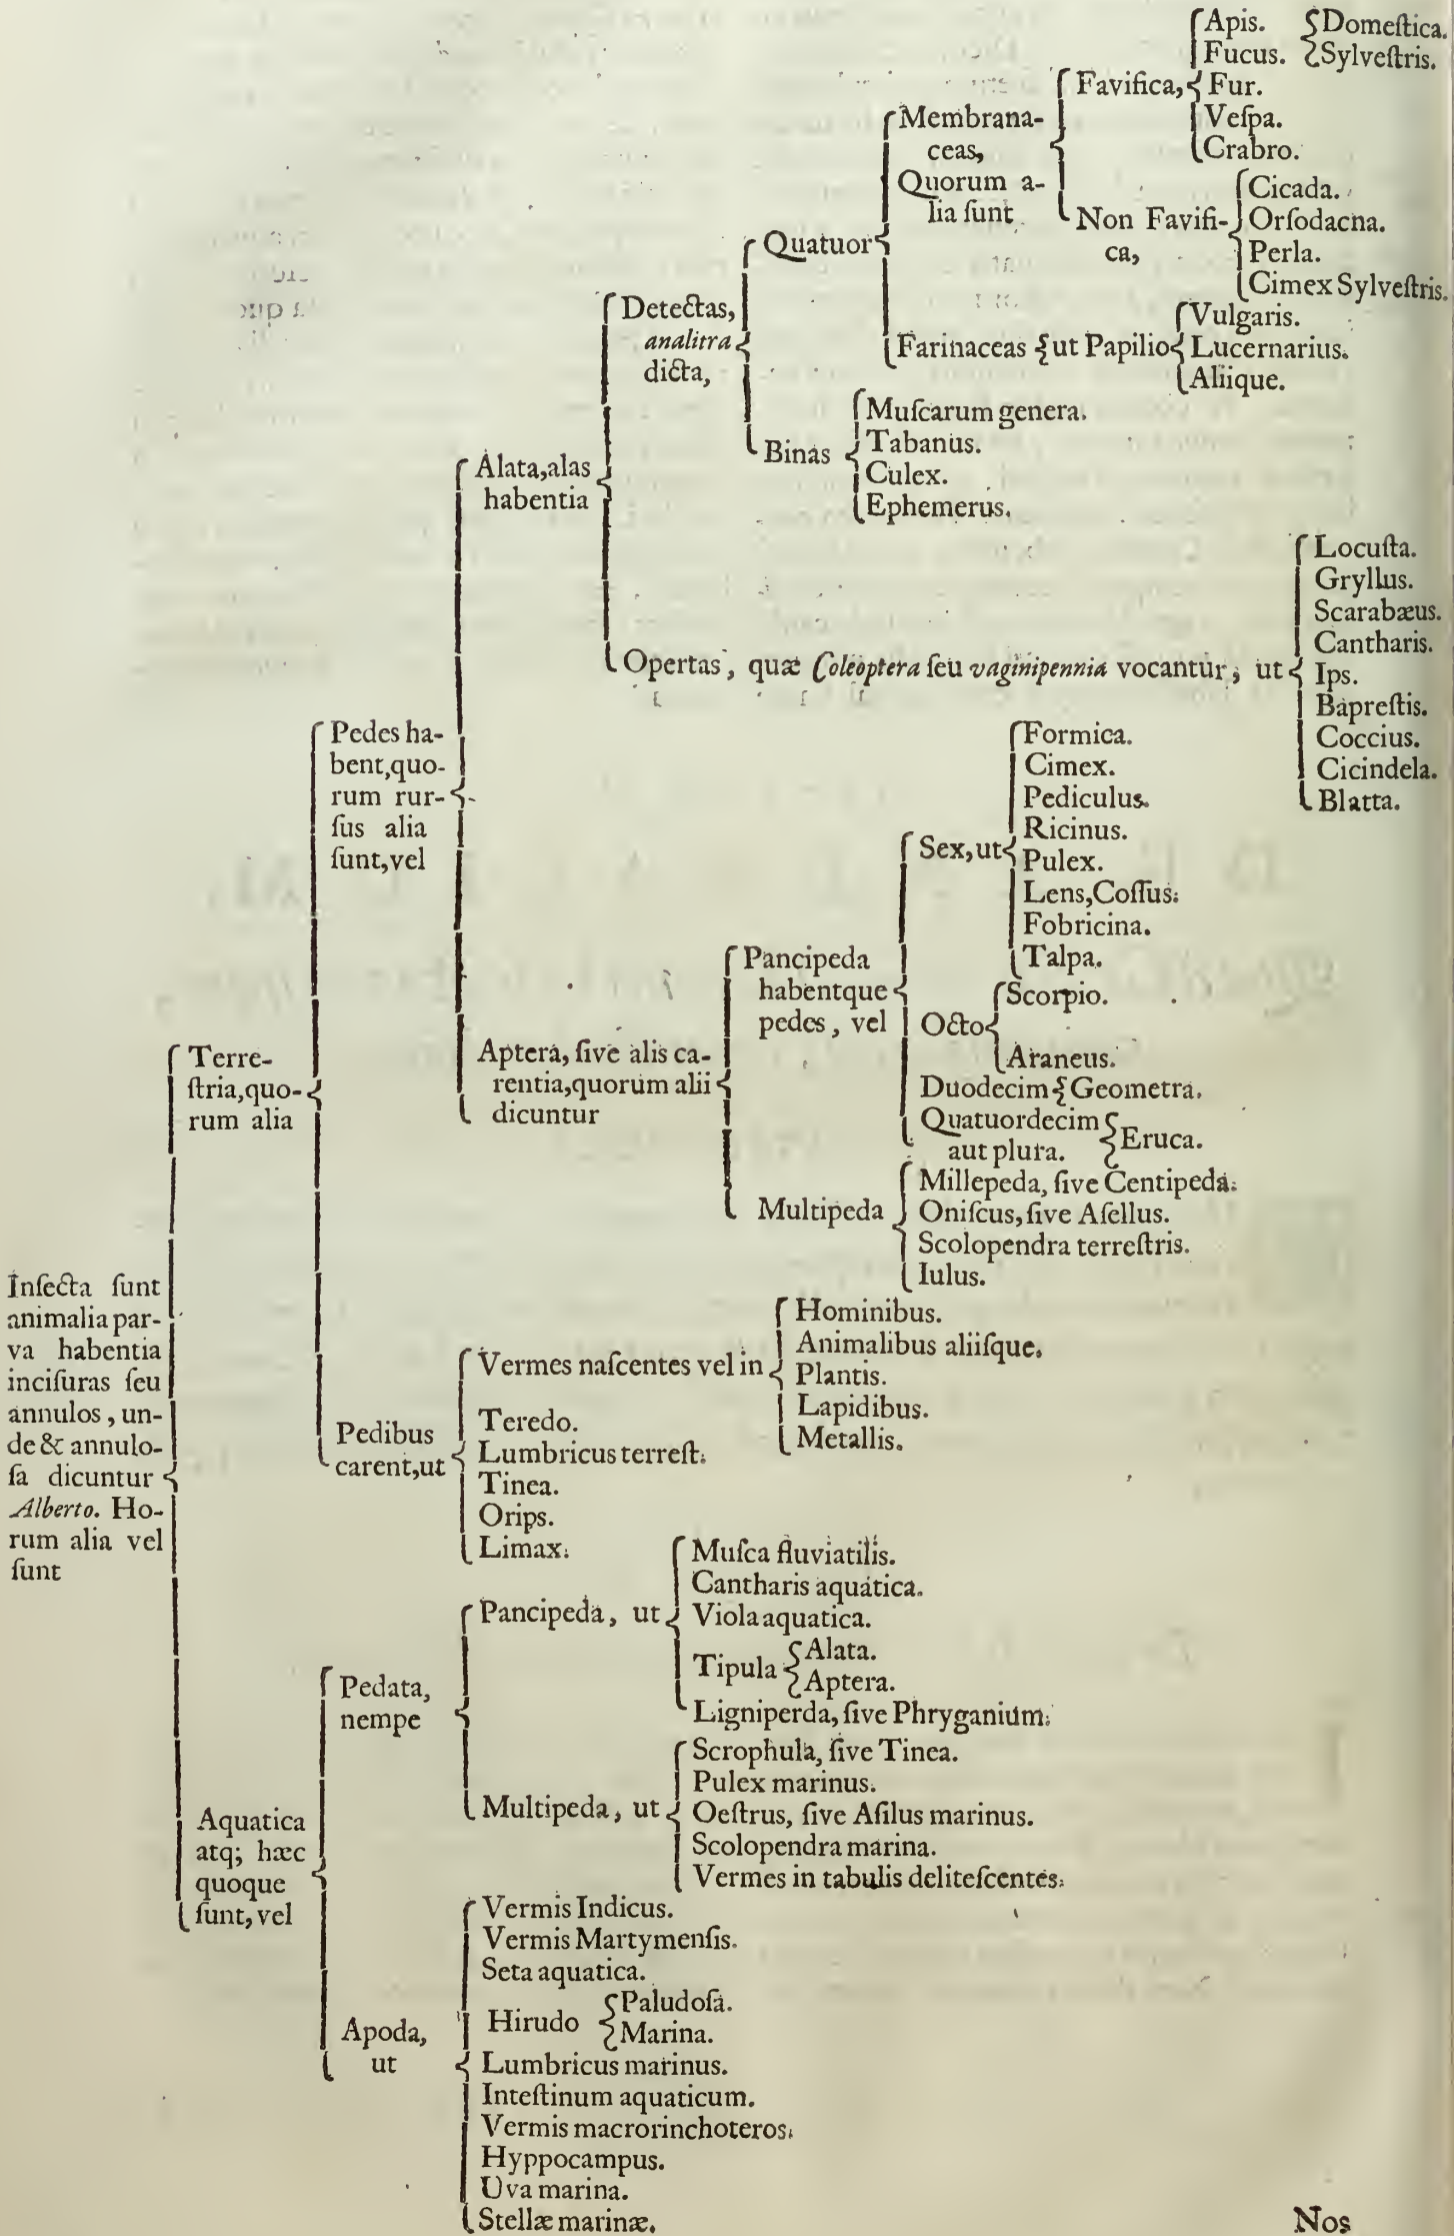 Insecta sunt
animalia par-
va habentia
incisuras seu
annulos, un-
de & annulo-
sa dicuntur
Alberto. Ho-
rum alia vel
sunt
Terre-
stria, quo-
rum alia
Pedes ha-
bent, quo-
rum rur-
sus alia
sunt, vel
Alata, alas
habentia
Detectas,
analitra
dicta,
Quatuor
Membrana-
ceas,
Quorum a-
lia sunt
Favifica,
Apis.
Domestica.
Fucus.
Sylvestris.
Fur.
Vespa.
Crabro.
Non Favifi-
ca,
Cicada.
Orsodacna.
Perla.
Cimex Sylvestris.
Farinaceas
ut Papilio
Vulgaris.
Lucernarius.
Aliique.
Binas
Muscarum genera.
Tabanus.
Culex.
Ephemerus.
Opertas, quæ Coleoptera seu vaginipennia vocantur, ut
Locusta.
Gryllus.
Scarabæus.
Cantharis.
Ips.
Baprestis.
Coccius.
Cicindela.
Blatta.
Aptera, sive alis ca-
rentia, quorum alii
dicuntur
Pancipeda
habentque
pedes, vel
Sex, ut
Formica.
Cimex.
Pediculus.
Ricinus.
Pulex.
Lens, Cossus.
Fobricina.
Talpa.
Octo
Scorpio.
Araneus.
Duodecim
Geometra.
Quatuordecim
aut plura.
Eruca.
Multipeda
Millepeda, sive Centipeda.
Oniscus, sive Asellus.
Scolopendra terrestris.
Iulus.
Pedibus
carent, ut
Vermes nascentes vel in
Hominibus.
Animalibus aliisque.
Plantis.
Lapidibus.
Metallis.
Teredo.
Lumbricus terrest.
Tinea.
Orips.
Limax.
Aquatica
atq; hæc
quoque
sunt, vel
Pedata,
nempe
Pancipeda, ut
Musca fluviatilis.
Cantharis aquatica.
Viola aquatica.
Tipula
Alata.
Aptera.
Ligniperda, sive Phryganium.
Multipeda, ut
Scrophula, sive Tinea.
Pulex marinus.
Oestrus, sive Asilus marinus.
Scolopendra marina.
Vermes in tabulis delitescentes.
Apoda,
ut
Vermis Indicus.
Vermis Martymensis.
Seta aquatica.
Hirudo
Paludosa.
Marina.
Lumbricus marinus.
Intestinum aquaticum.
Vermis macrorinchoteros.
Hyppocampus.
Uva marina.
Stellæ marinæ.
Nos